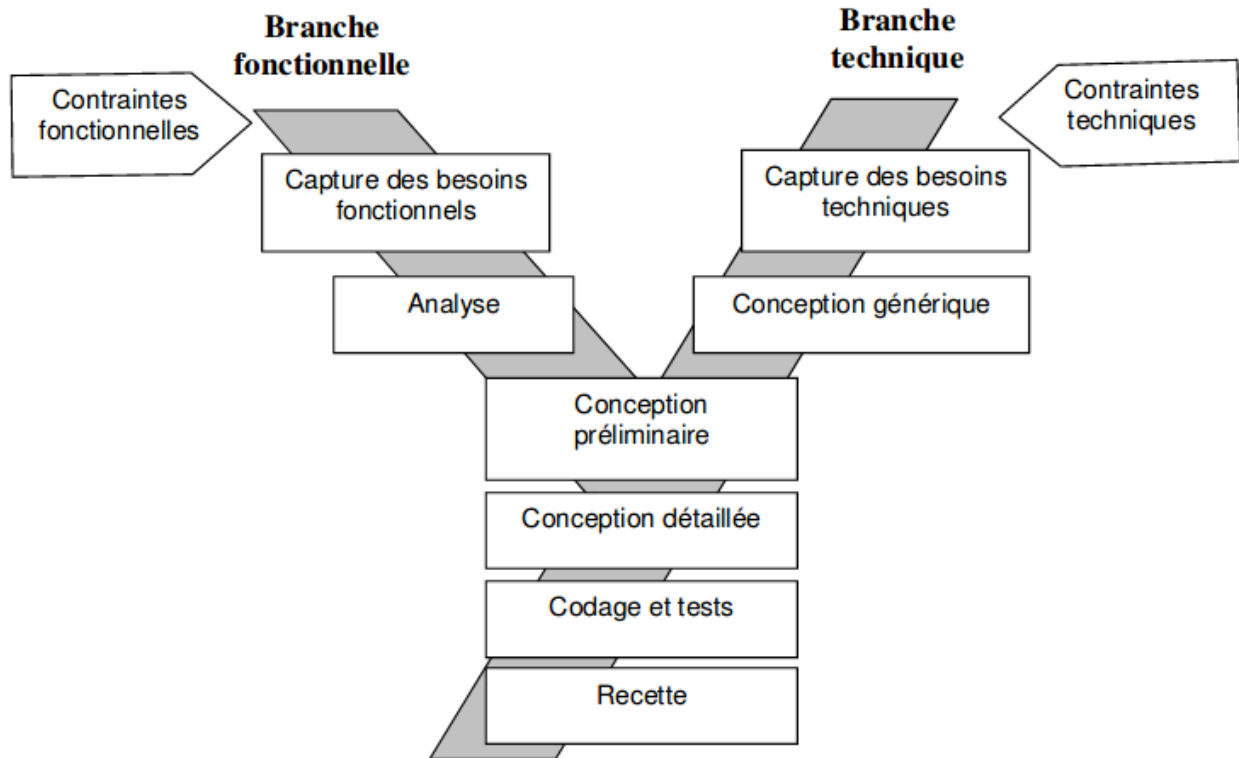 Branche
fonctionnelle
Branche
technique
Contraintes
fonctionnelles
Contraintes
techniques
Capture des besoins
fonctionnels
Capture des besoins
techniques
Analyse
Conception générique
Conception
préliminaire
Conception détaillée
Codage et tests
Recette